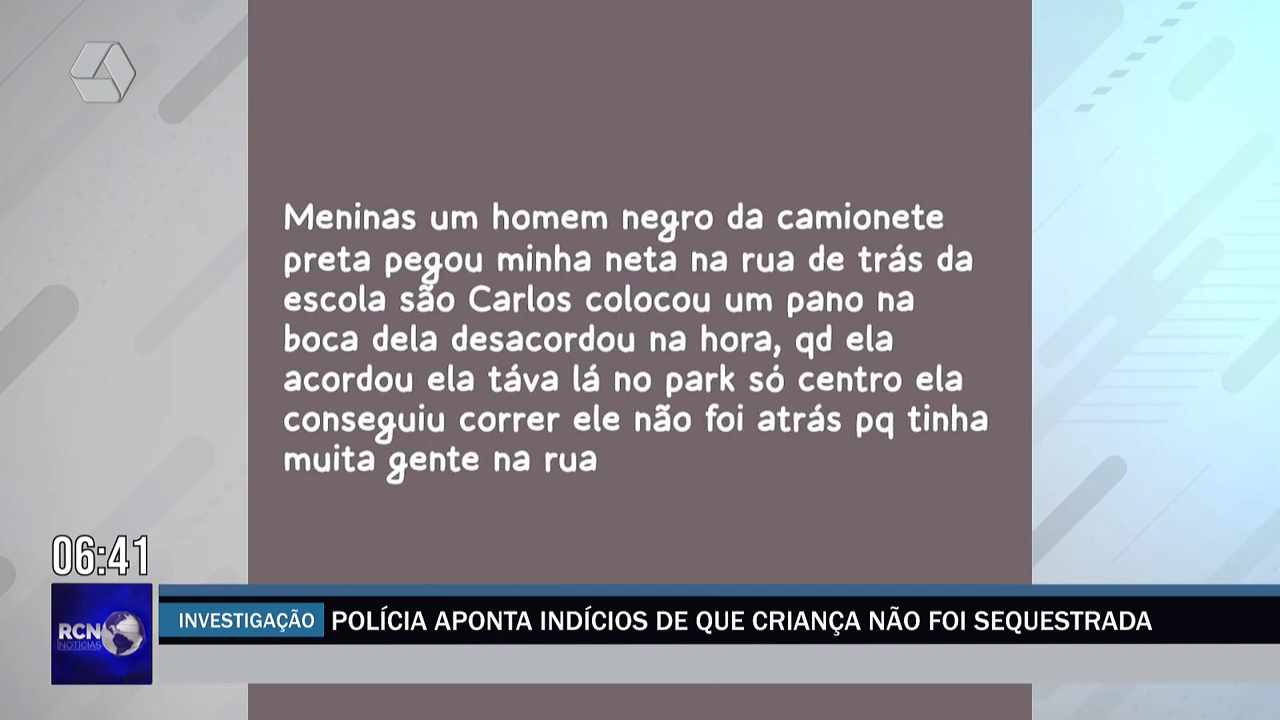 Meninas um homem negro da camionete
preta pegou minha neta na rua de trás da
escola são Carlos colocou um pano na
boca dela desacordou na hora, qd ela
acordou ela táva lá no park só centro ela
conseguiu correr ele não foi atrás pq tinha
muita gente na rua
06:41
RCN
NOTÍCIAS
INVESTIGAÇÃO
POLÍCIA APONTA INDÍCIOS DE QUE CRIANÇA NÃO FOI SEQUESTRADA